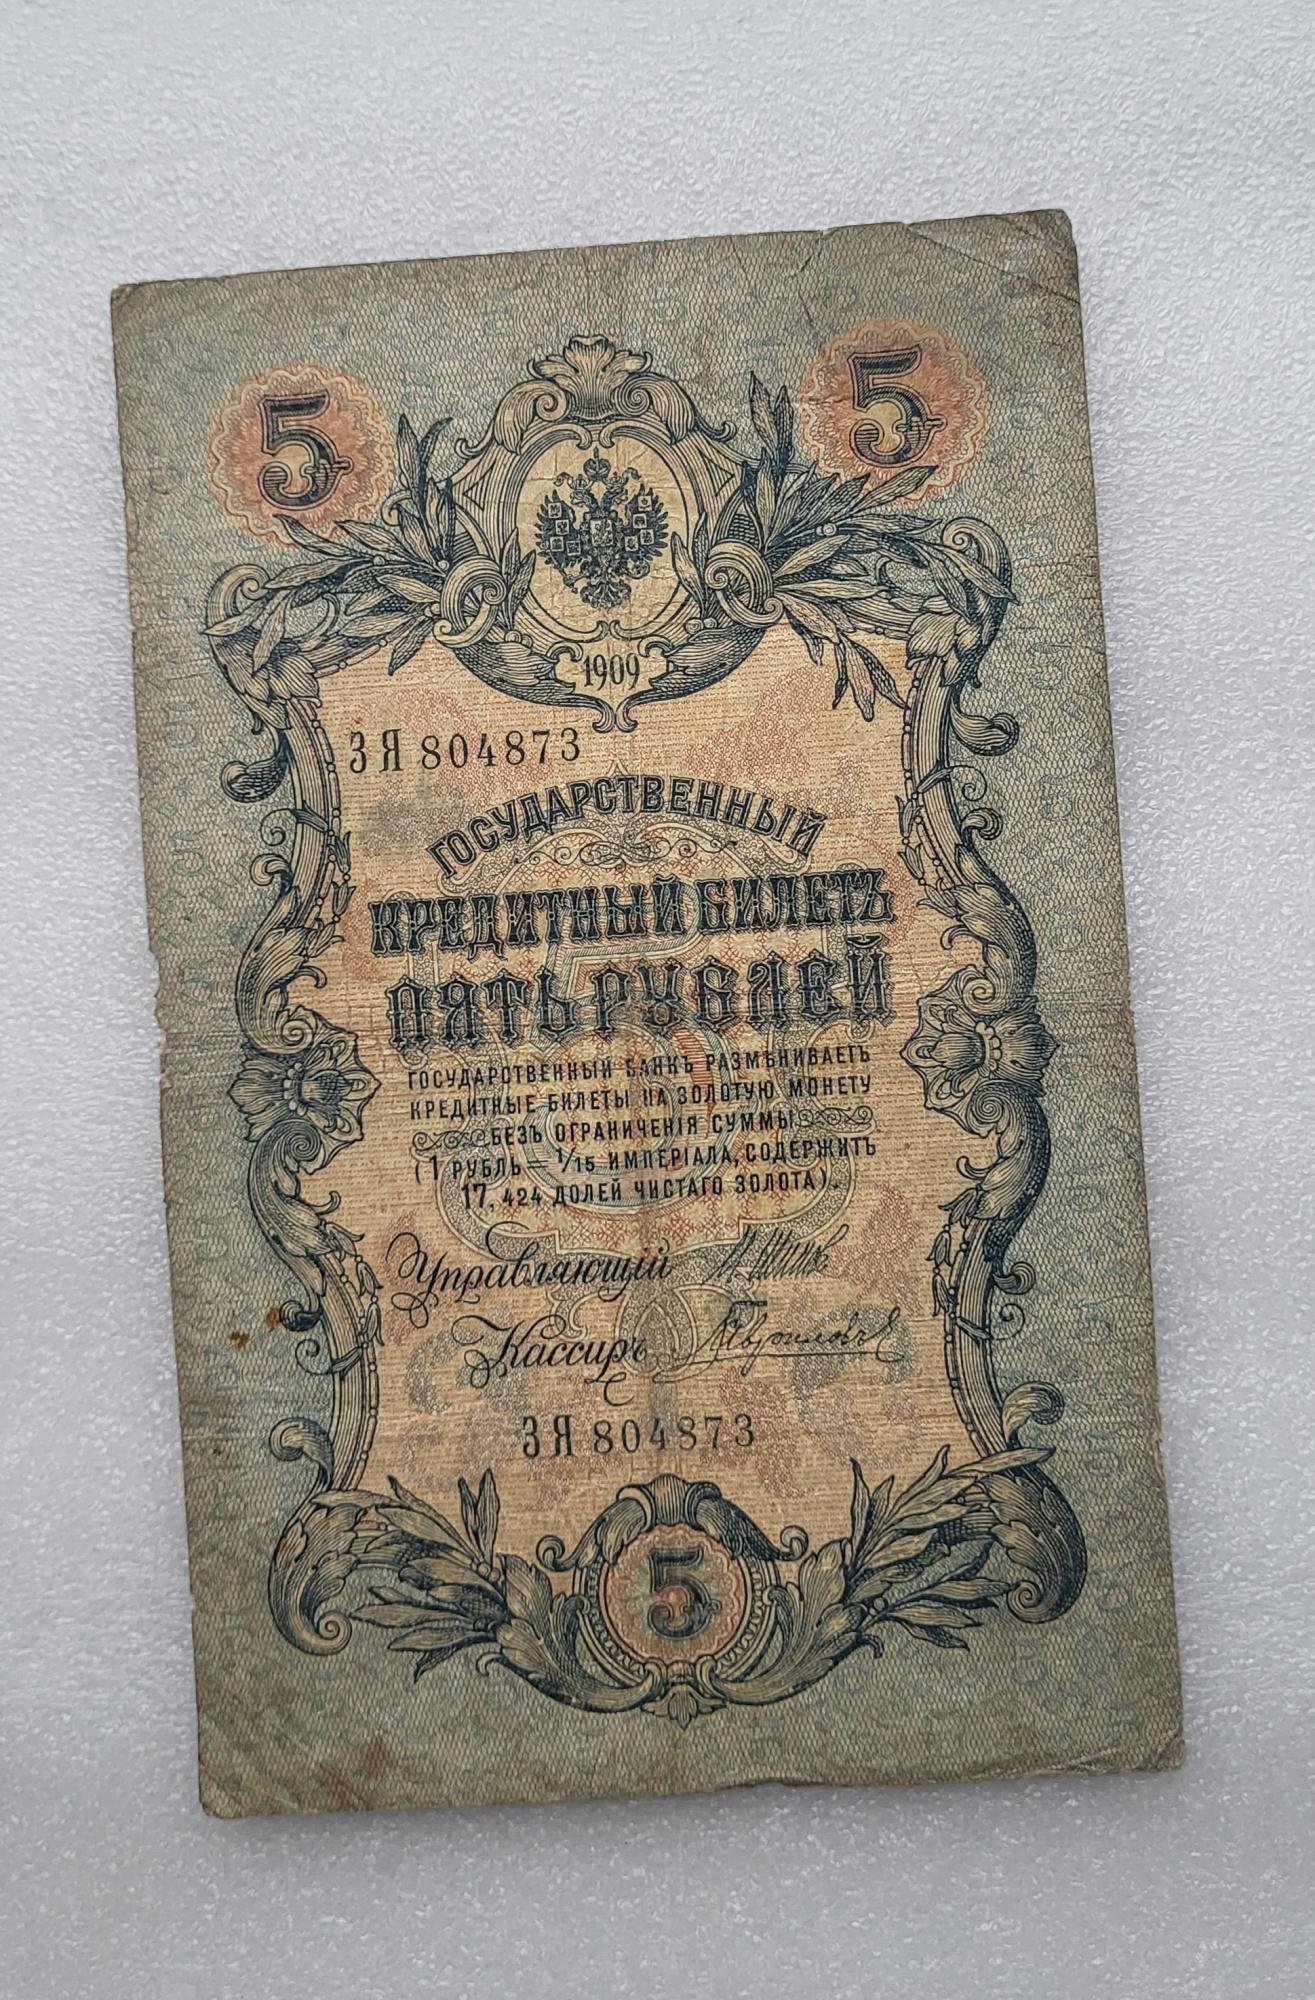 5 5
1909
ЗЯ 804873
ГОСУДАРСТВЕННЫЙ
КРЕДИТНЫЙ БИЛЕТЪ
ПЯТЬ РУБЛЕЙ
ГОСУДАРСТВЕННЫЙ БАНКЪ РАЗМѢНИВАЕТЪ
КРЕДИТНЫЕ БИЛЕТЫ НА ЗОЛОТУЮ МОНЕТУ
БЕЗЪ ОГРАНИЧЕНІЯ СУММЫ
(1 РУБЛЬ = 1/15 ИМПЕРІАЛА, СОДЕРЖИТЪ
17,424 ДОЛЕЙ ЧИСТАГО ЗОЛОТА).
Управляющій
Кассиръ
ЗЯ 804873
5